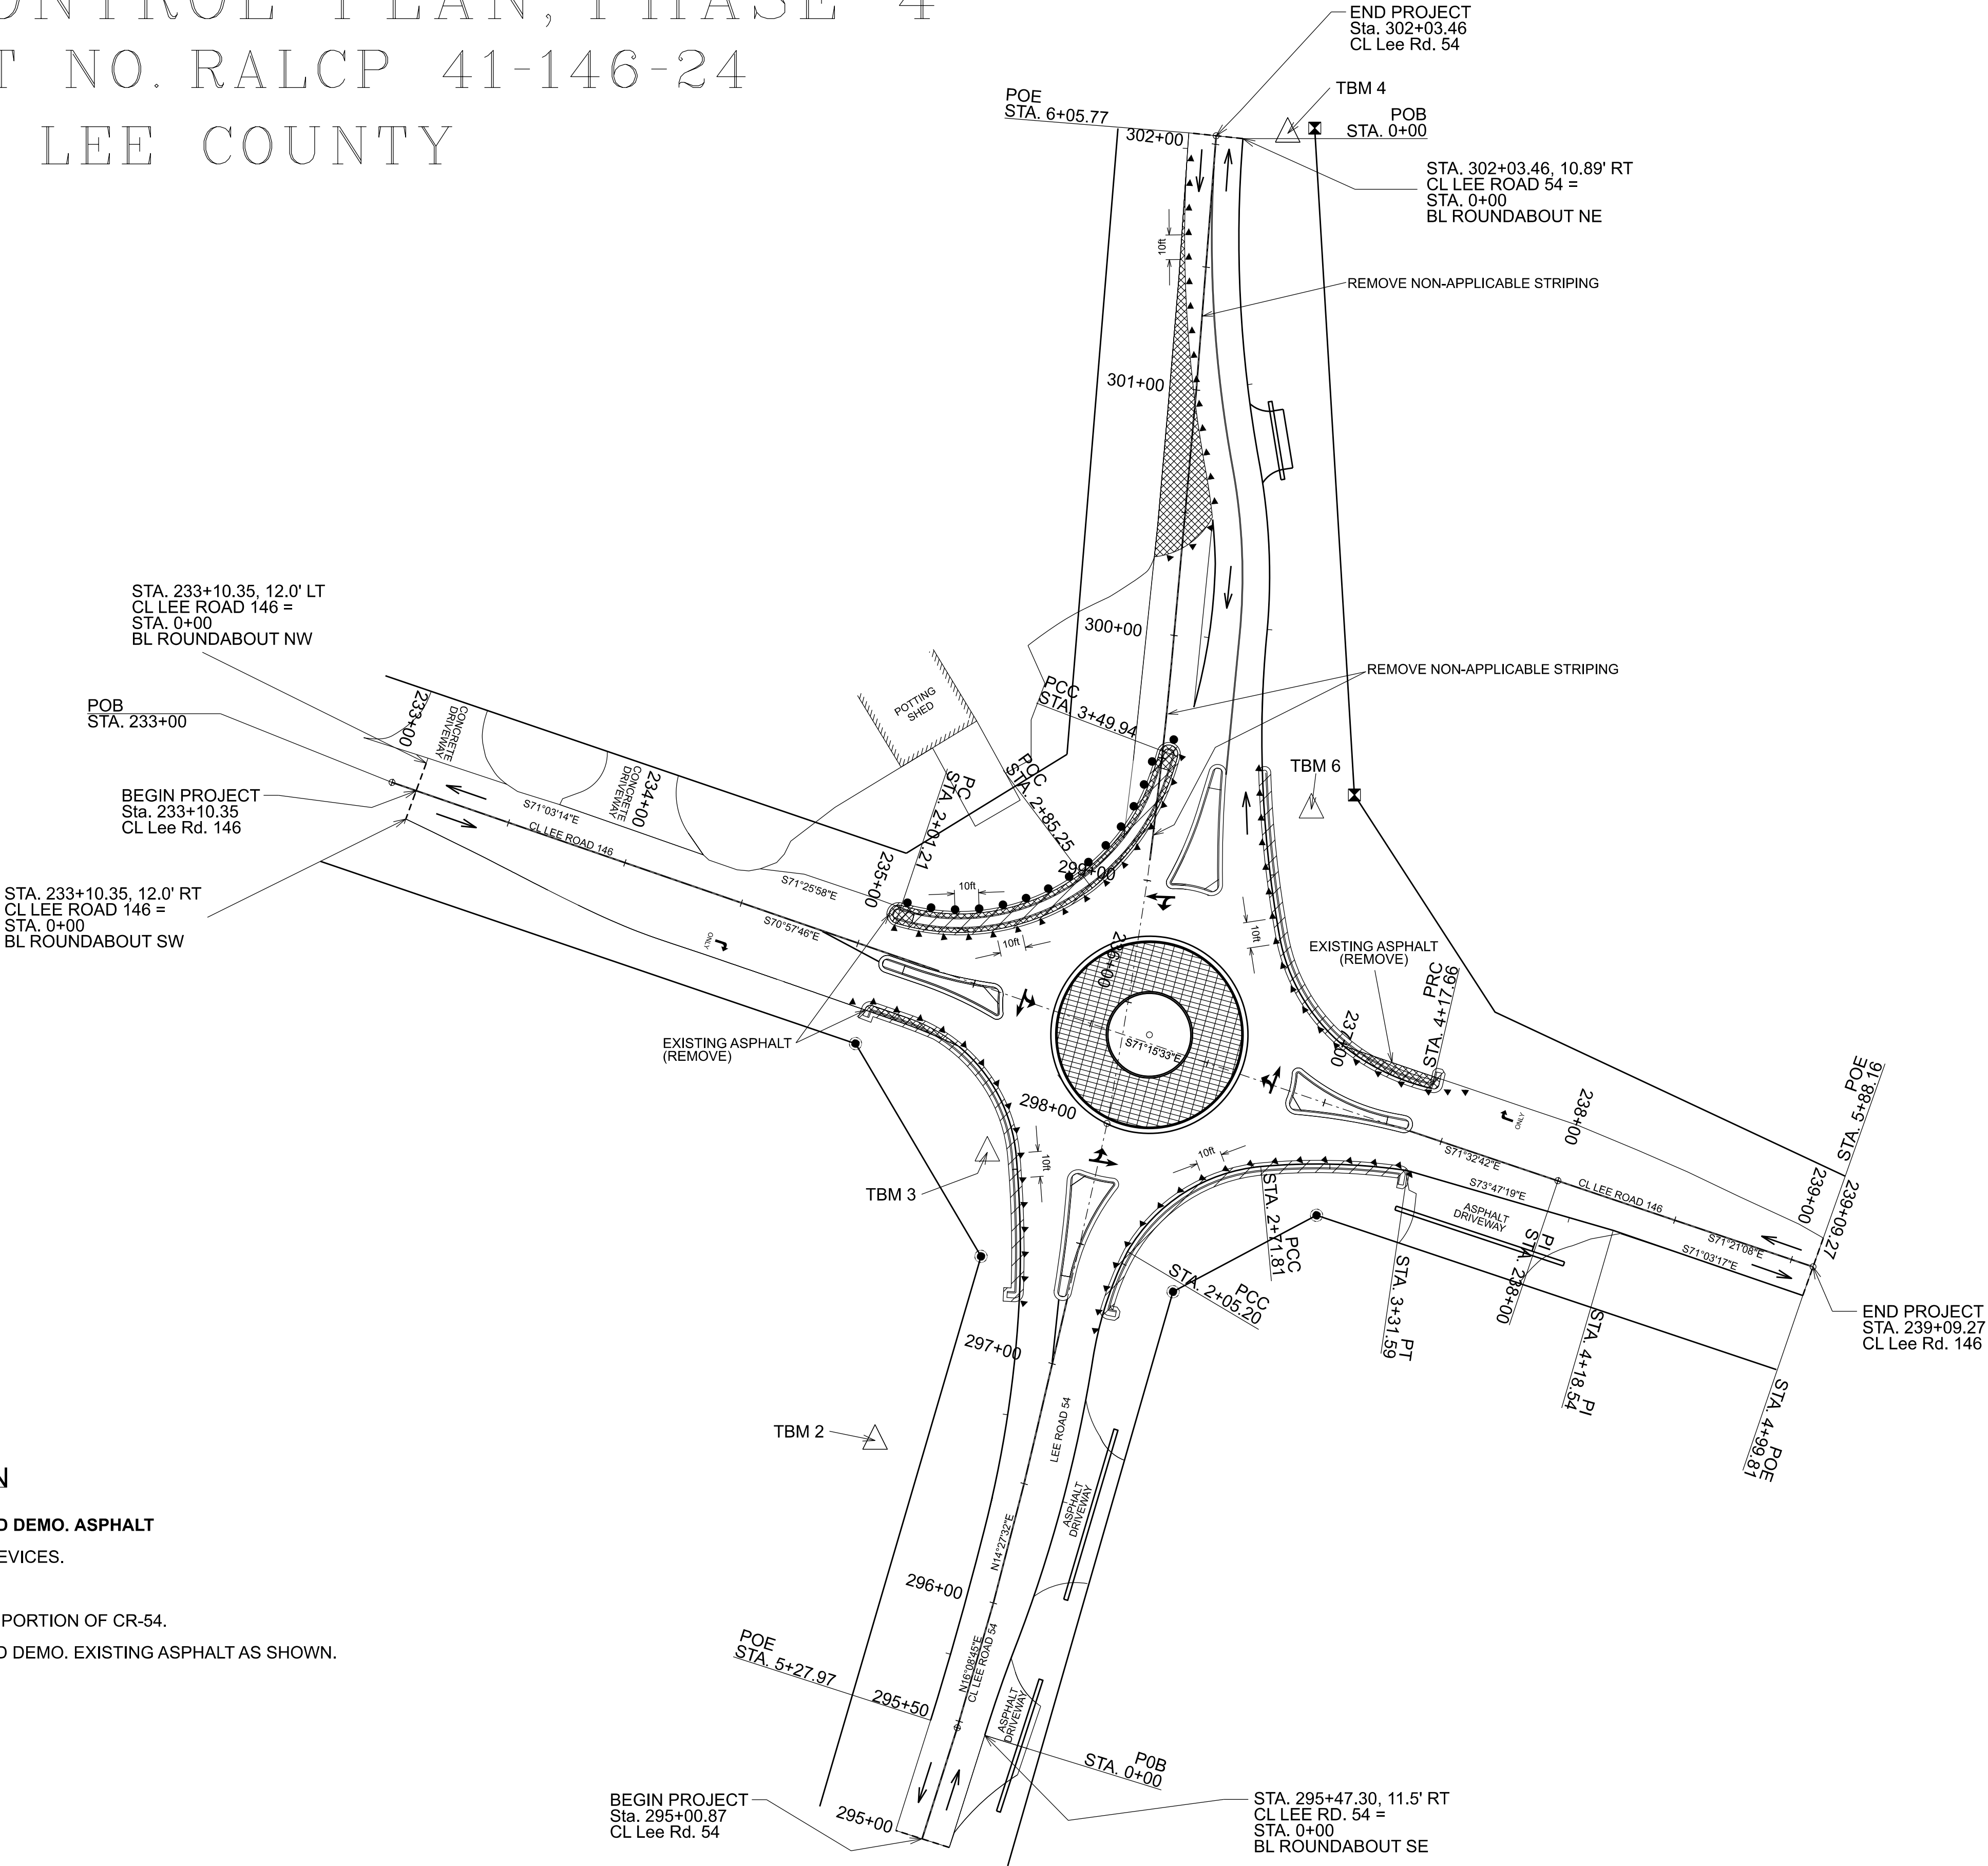 ONTROL PLAN, PHASE 4
T NO. RALCP 41-146-24
LEE COUNTY
END PROJECT
Sta. 302+03.46
CL Lee Rd. 54
TBM 4
POE
STA. 6+05.77
302+00
POB
STA. 0+00
STA. 302+03.46, 10.89' RT
CL LEE ROAD 54 =
STA. 0+00
BL ROUNDABOUT NE
10ft
REMOVE NON-APPLICABLE STRIPING
301+00
STA. 233+10.35, 12.0' LT
CL LEE ROAD 146 =
STA. 0+00
BL ROUNDABOUT NW
300+00
REMOVE NON-APPLICABLE STRIPING
POTTING
SHED
PCC
STA. 3+49.94
POB
STA. 233+00
233+00
CONCRETE
DRIVEWAY
CONCRETE
DRIVEWAY
234+00
PC
STA. 2+01.21
PCC
STA. 2+85.25
TBM 6
BEGIN PROJECT
Sta. 233+10.35
CL Lee Rd. 146
S71°03'14"E
CL LEE ROAD 146
S71°25'58"E
235+00
299+00
STA. 233+10.35, 12.0' RT
CL LEE ROAD 146 =
STA. 0+00
BL ROUNDABOUT SW
10ft
S70°57'46"E
ONLY
10ft
10ft
236+00
EXISTING ASPHALT
(REMOVE)
PRC
STA. 4+17.66
EXISTING ASPHALT
(REMOVE)
S71°15'33"E
237+00
298+00
ONLY
238+00
POE
STA. 5+88.16
10ft
10ft
S71°32'42"E
TBM 3
S73°47'19"E
CL LEE ROAD 146
239+00
239+09.27
ASPHALT
DRIVEWAY
S71°21'08"E
S71°03'17"E
PCC
STA. 2+71.81
PCC
STA. 2+05.20
PT
STA. 3+31.59
PI
STA. 238+00
PI
STA. 4+18.54
POE
STA. 4+99.81
END PROJECT
STA. 239+09.27
CL Lee Rd. 146
297+00
LEE ROAD 54
TBM 2
N
D DEMO. ASPHALT
EVICES.
ASPHALT
DRIVEWAY
N14°27'32"E
296+00
PORTION OF CR-54.
D DEMO. EXISTING ASPHALT AS SHOWN.
POE
STA. 5+27.97
N16°08'45"E
CL LEE ROAD 54
295+50
ASPHALT
DRIVEWAY
P0B
STA. 0+00
BEGIN PROJECT
Sta. 295+00.87
CL Lee Rd. 54
295+00
STA. 295+47.30, 11.5' RT
CL LEE RD. 54 =
STA. 0+00
BL ROUNDABOUT SE